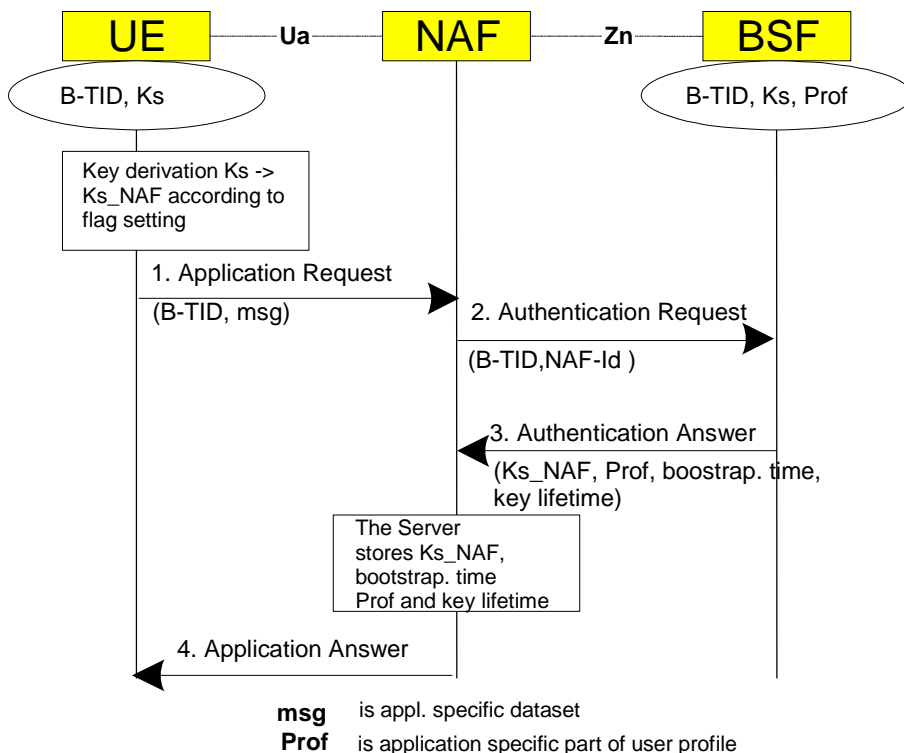 UE Ua NAF Zn BSF
B-TID, Ks
B-TID, Ks, Prof
Key derivation Ks ->
Ks_NAF according to
flag setting
1. Application Request
(B-TID, msg)
2. Authentication Request
(B-TID,NAF-Id )
3. Authentication Answer
(Ks_NAF, Prof, boostrap. time,
key lifetime)
The Server
stores Ks_NAF,
bootstrap. time
Prof and key lifetime
4. Application Answer
msg is appl. specific dataset
Prof is application specific part of user profile